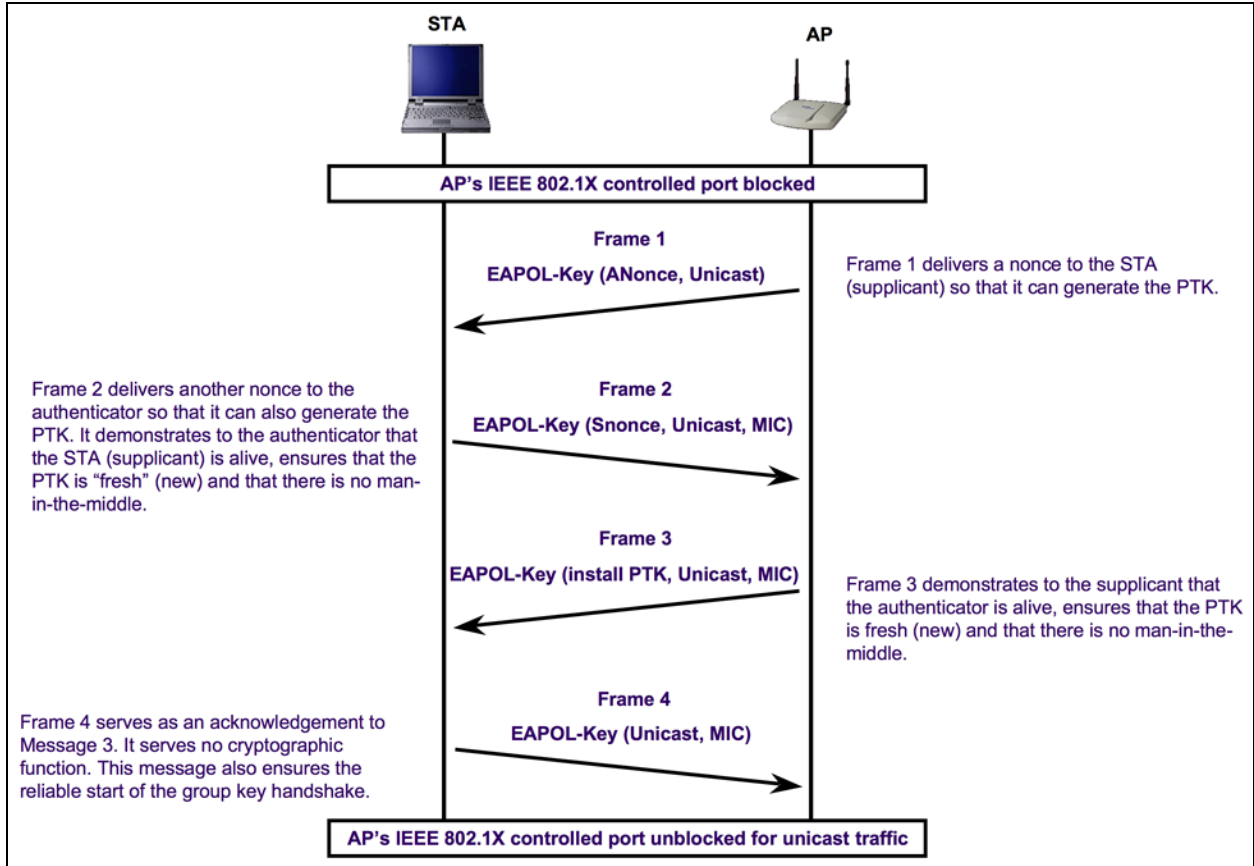 STA
AP
AP's IEEE 802.1X controlled port blocked
Frame 1
EAPOL-Key (ANonce, Unicast)
Frame 1 delivers a nonce to the STA
(supplicant) so that it can generate the PTK.
Frame 2 delivers another nonce to the
authenticator so that it can also generate the
PTK. It demonstrates to the authenticator that
the STA (supplicant) is alive, ensures that the
PTK is “fresh” (new) and that there is no man-
in-the-middle.
Frame 2
EAPOL-Key (Snonce, Unicast, MIC)
Frame 3
EAPOL-Key (install PTK, Unicast, MIC)
Frame 3 demonstrates to the supplicant that
the authenticator is alive, ensures that the PTK
is fresh (new) and that there is no man-in-the-
middle.
Frame 4 serves as an acknowledgement to
Message 3. It serves no cryptographic
function. This message also ensures the
reliable start of the group key handshake.
Frame 4
EAPOL-Key (Unicast, MIC)
AP's IEEE 802.1X controlled port unblocked for unicast traffic